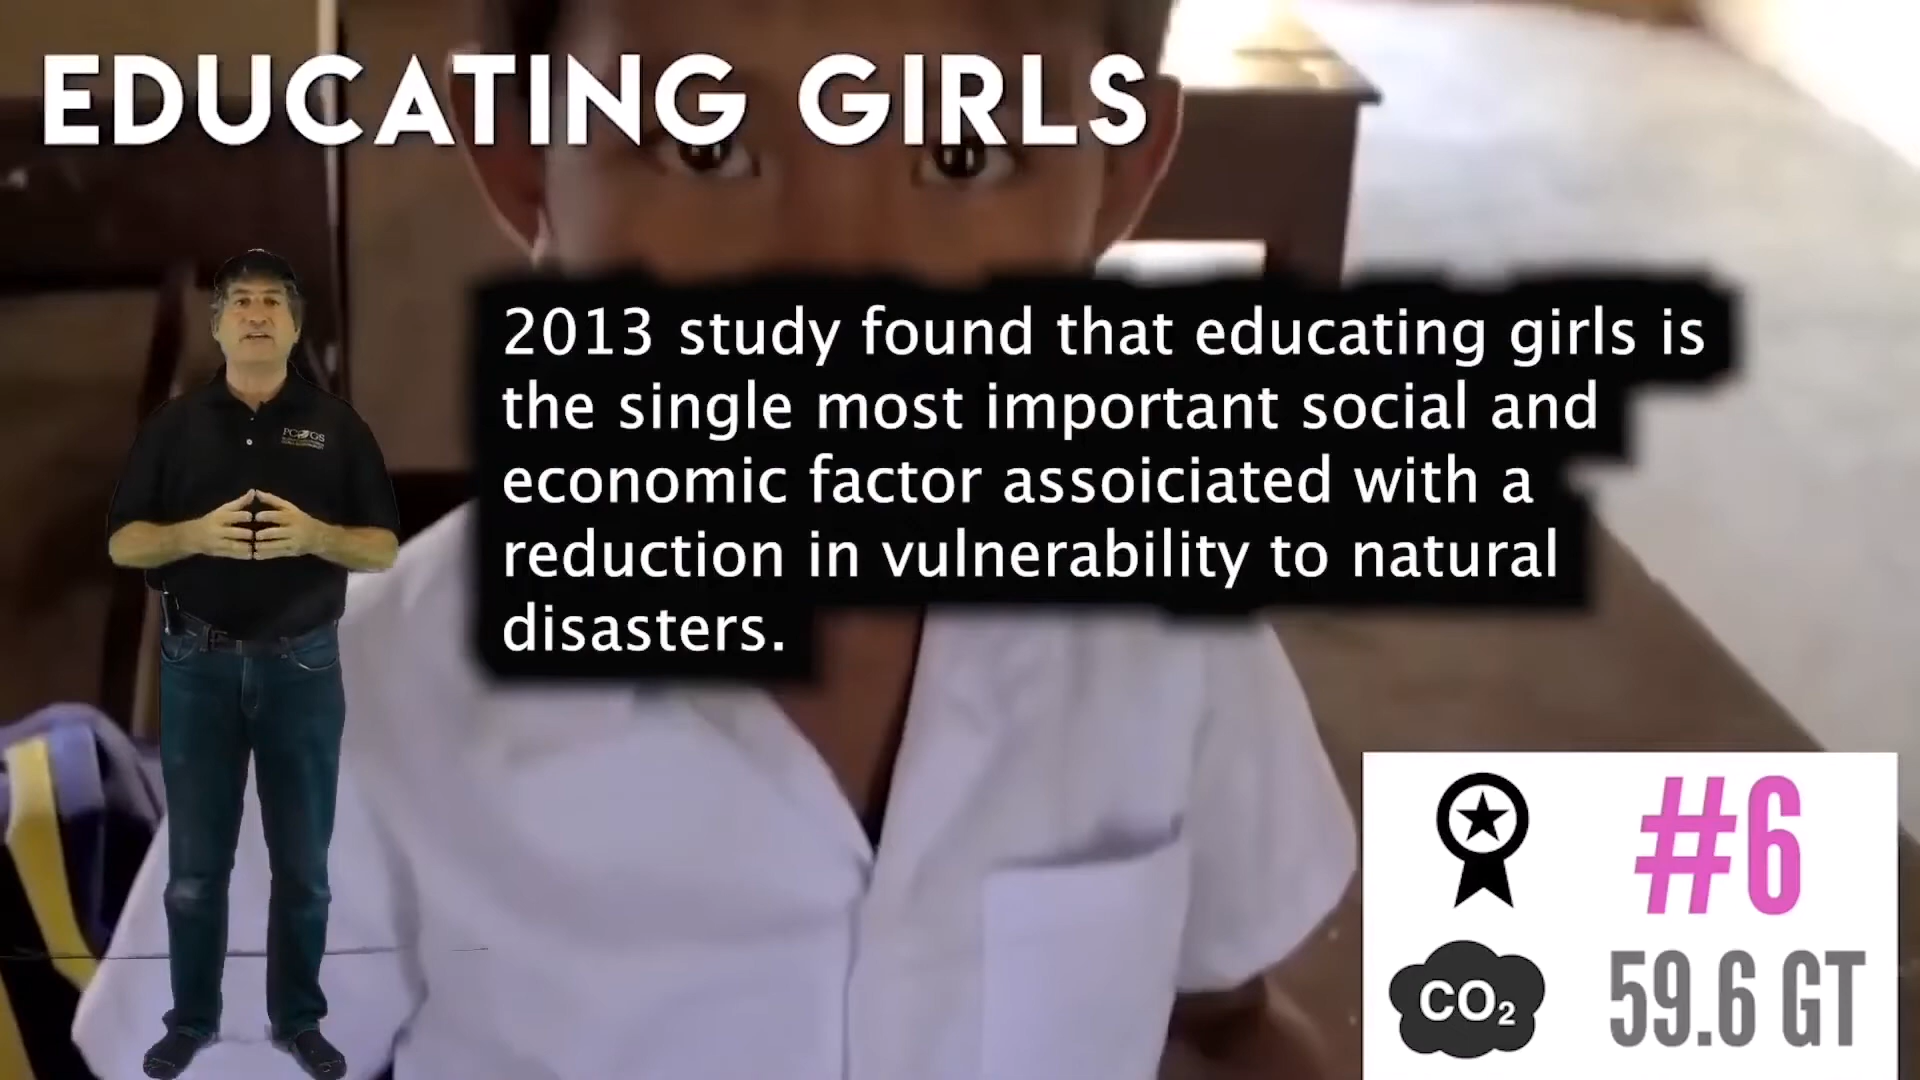 EDUCATING GIRLS
2013 study found that educating girls is
the single most important social and
economic factor assoiciated with a
reduction in vulnerability to natural
disasters.
#6
CO₂ 59.6 GT